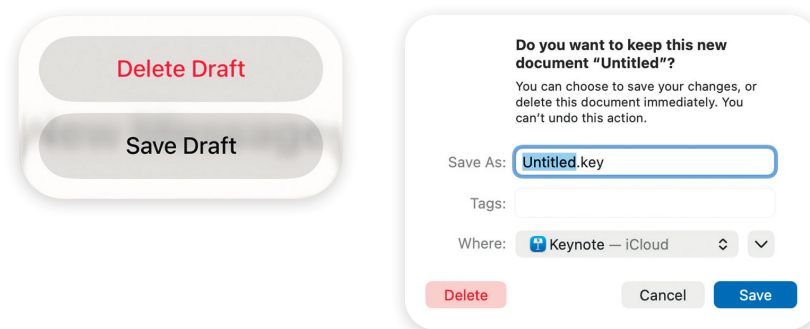 Delete Draft
Save Draft
Do you want to keep this new
document “Untitled”?
You can choose to save your changes, or
delete this document immediately. You
can’t undo this action.
Save As: Untitled.key
Tags:
Where: Keynote — iCloud
Delete Cancel Save